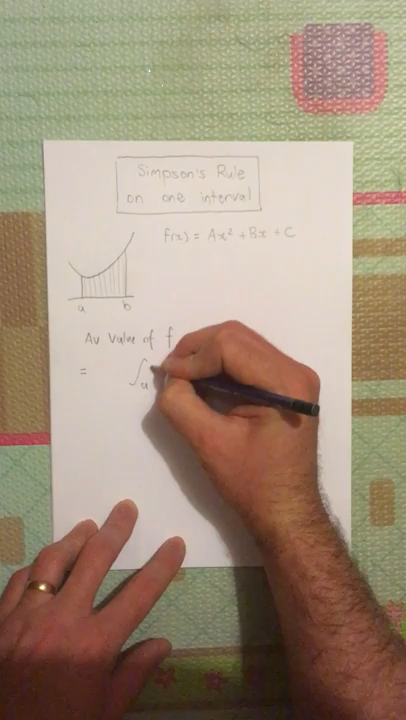 Simpson's Rule
on one interval
f(x) = Ax² + Bx + C
a b
Av Value of f
= ∫a